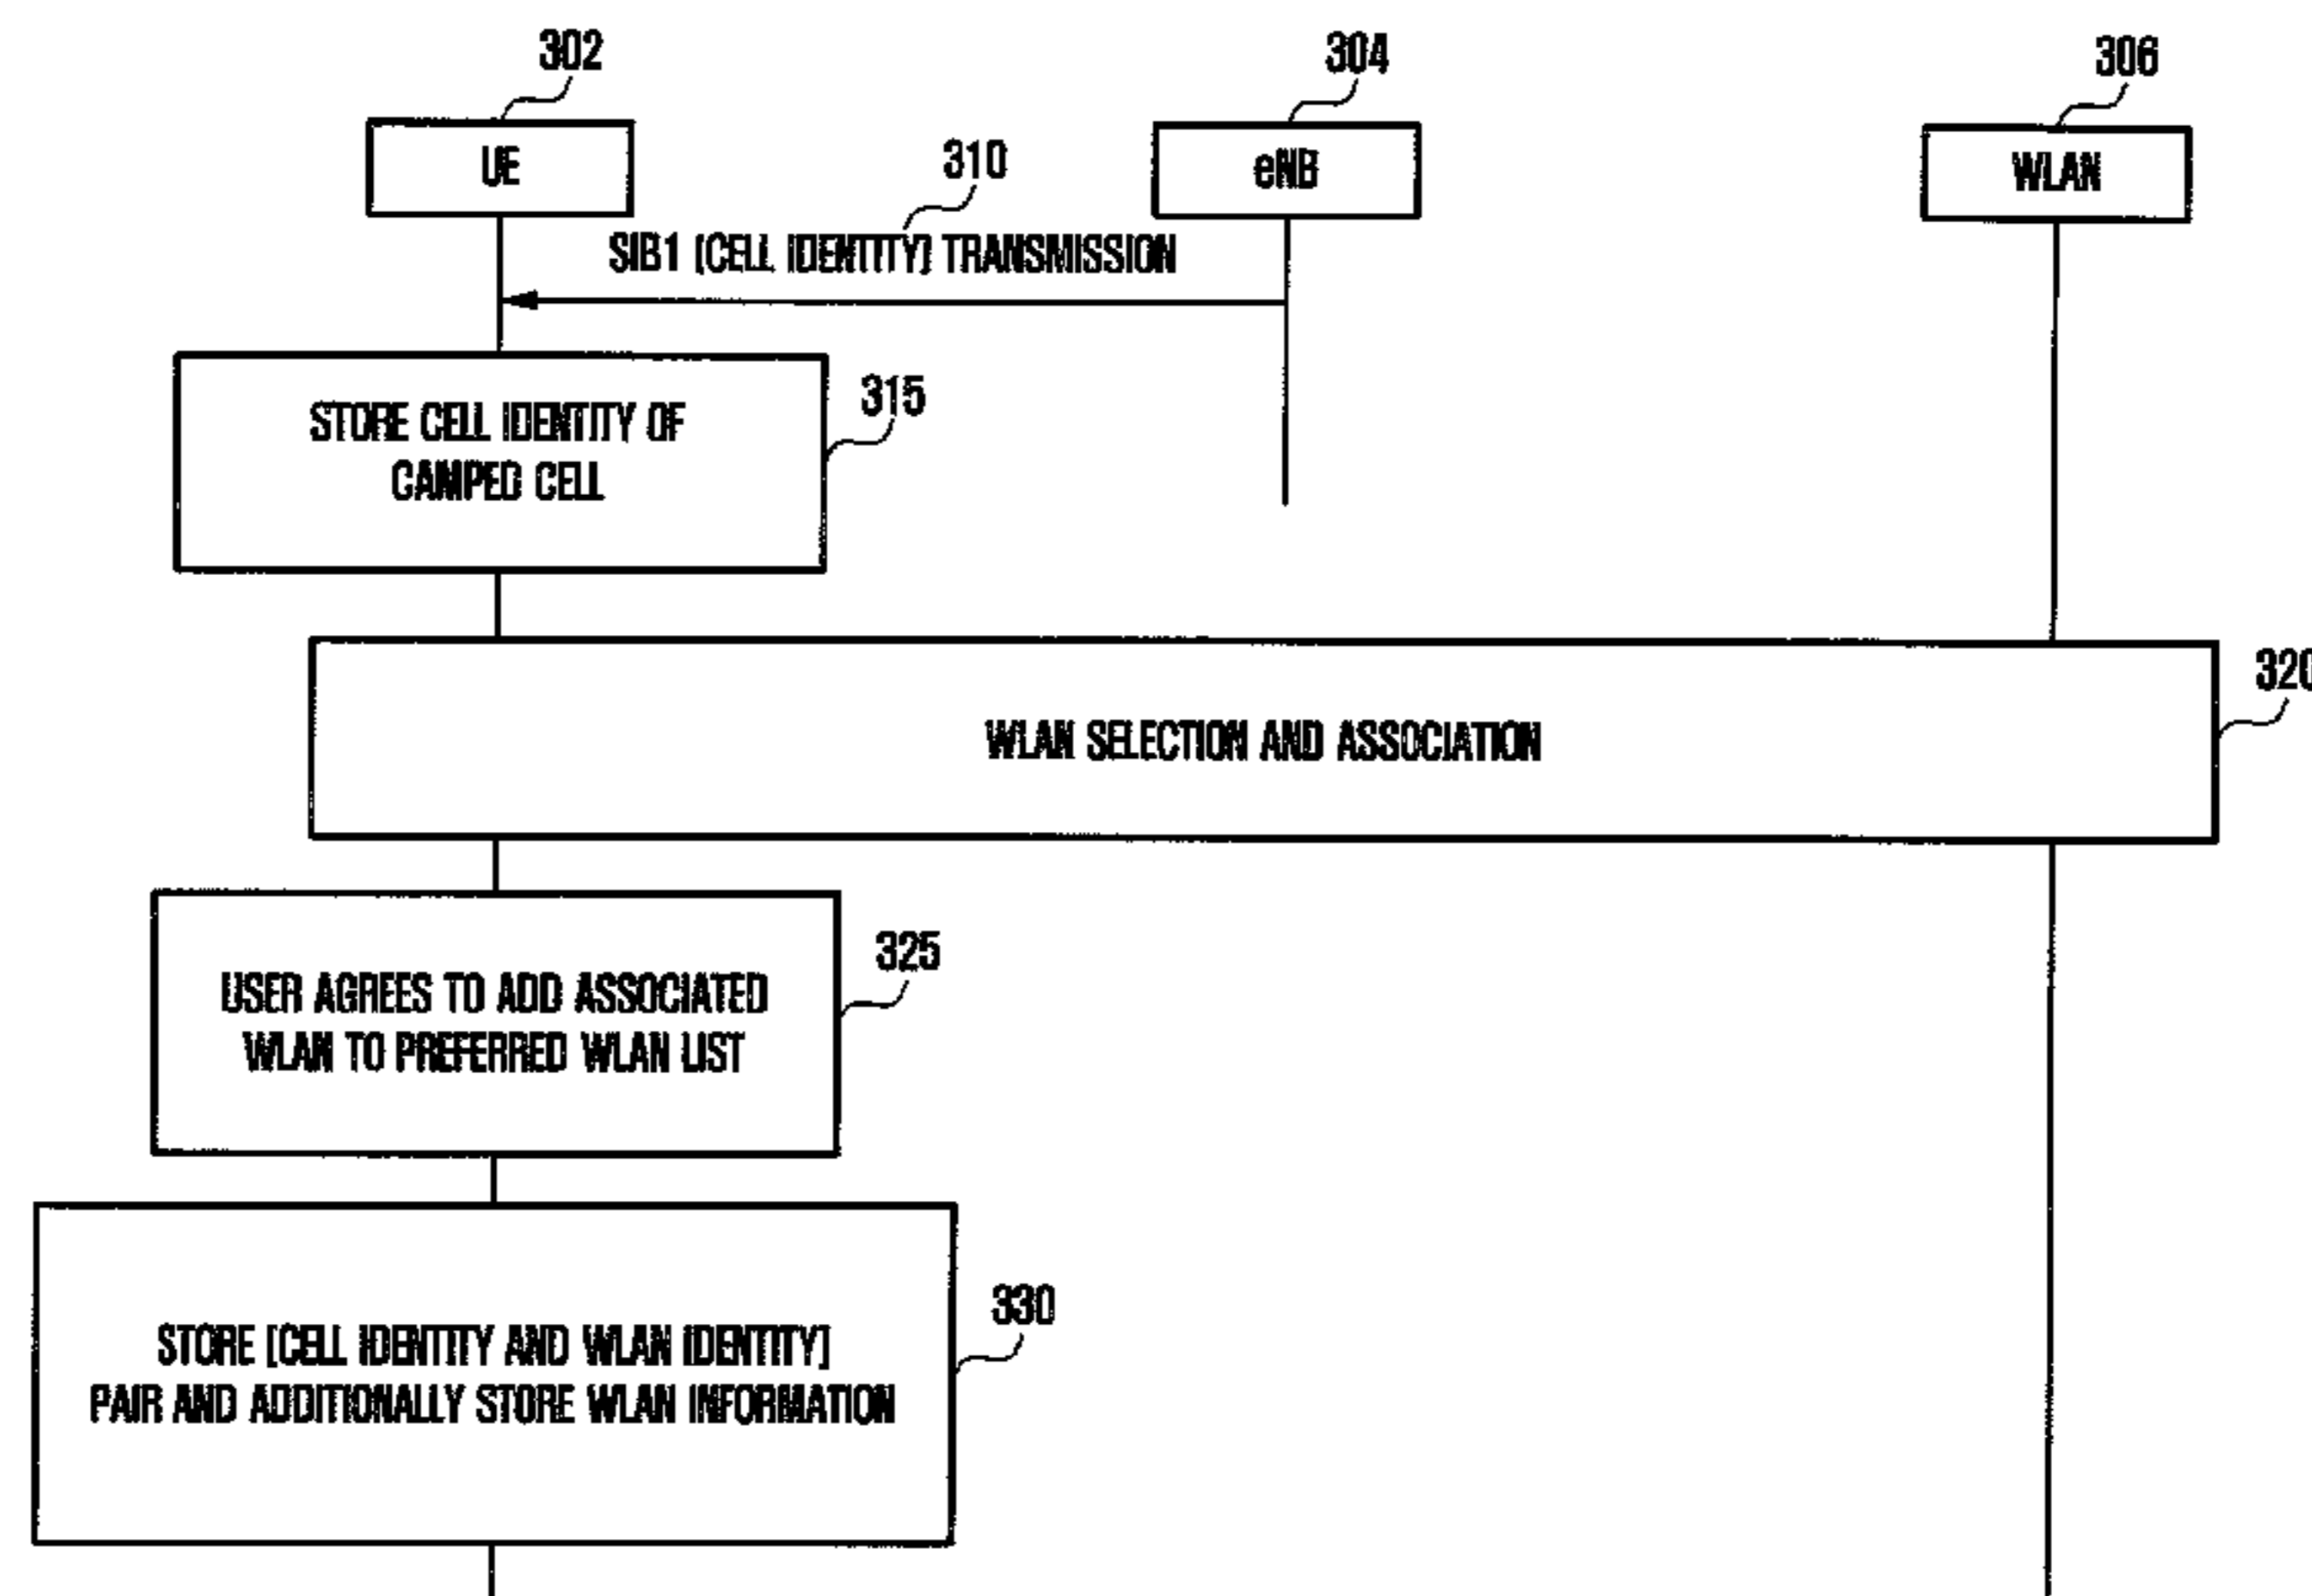 302
304
306
UE
eNB
WLAN
310
SIB1 (CELL IDENTITY) TRANSMISSION
STORE CELL IDENTITY OF
CAMPED CELL
315
320
WLAN SELECTION AND ASSOCIATION
325
USER AGREES TO ADD ASSOCIATED
WLAN TO PREFERRED WLAN LIST
330
STORE [CELL IDENTITY AND WLAN IDENTITY]
PAIR AND ADDITIONALLY STORE WLAN INFORMATION